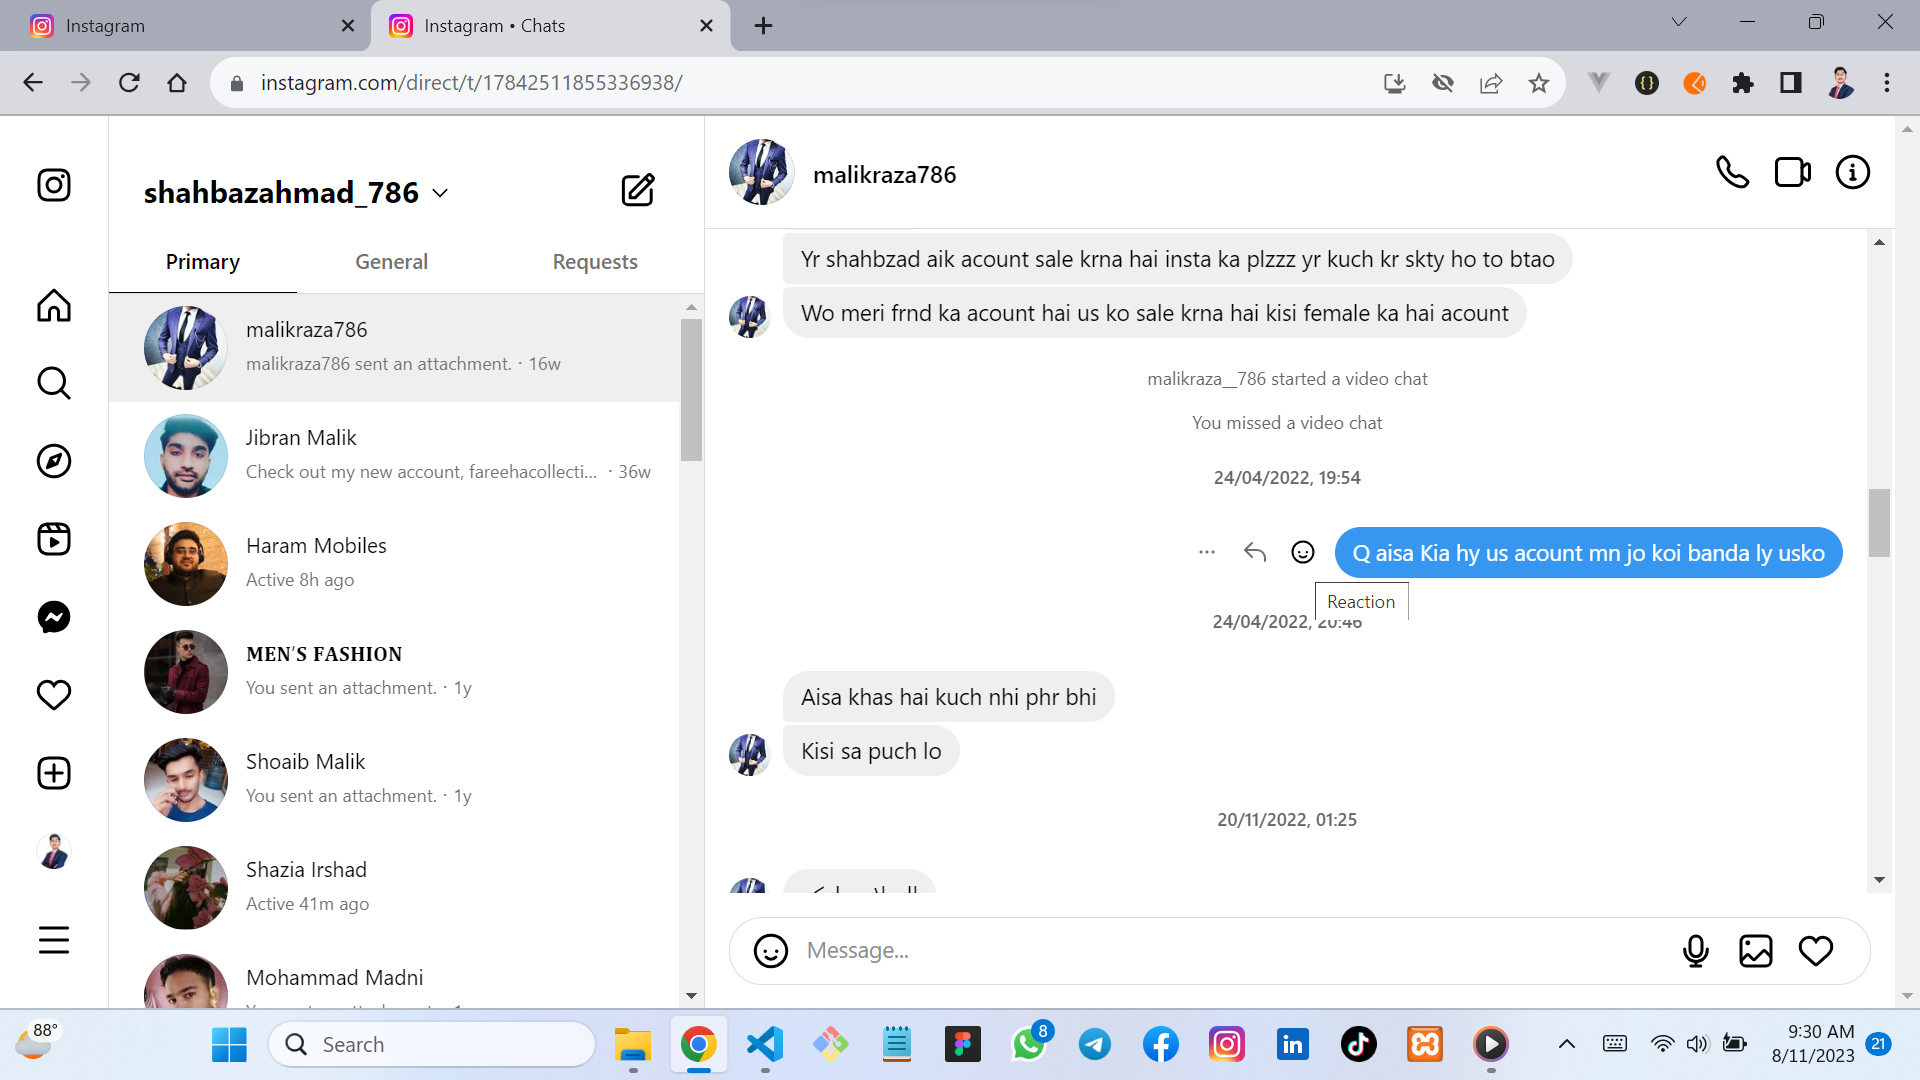 Instagram
Instagram • Chats
instagram.com/direct/t/17842511855336938/
shahbazahmad_786
Primary
General
Requests
malikraza786
malikraza786 sent an attachment. · 16w
Jibran Malik
Check out my new account, fareehacollecti... · 36w
Haram Mobiles
Active 8h ago
MEN'S FASHION
You sent an attachment. · 1y
Shoaib Malik
You sent an attachment. · 1y
Shazia Irshad
Active 41m ago
Mohammad Madni
malikraza786
Yr shahbzad aik acount sale krna hai insta ka plzzz yr kuch kr skty ho to btao
Wo meri frnd ka acount hai us ko sale krna hai kisi female ka hai acount
malikraza__786 started a video chat
You missed a video chat
24/04/2022, 19:54
Q aisa Kia hy us acount mn jo koi banda ly usko
Reaction
24/04/2022, 20:46
Aisa khas hai kuch nhi phr bhi
Kisi sa puch lo
20/11/2022, 01:25
Message...
88°
Search
8
9:30 AM
8/11/2023
21